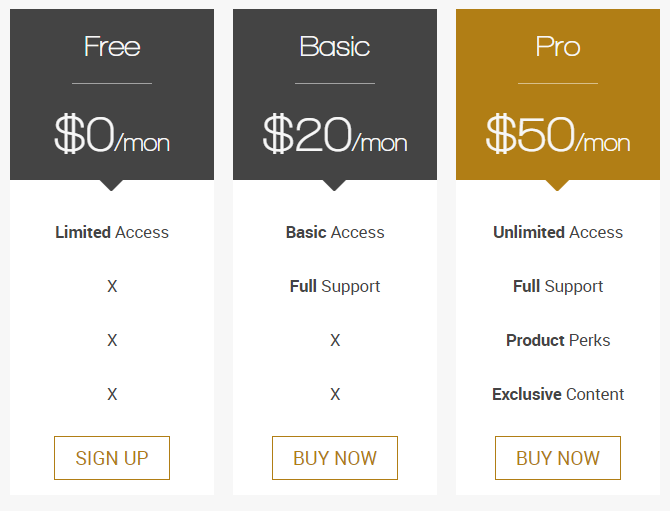 Free
$0/mon
Limited Access
X
X
X
SIGN UP
Basic
$20/mon
Basic Access
Full Support
X
X
BUY NOW
Pro
$50/mon
Unlimited Access
Full Support
Product Perks
Exclusive Content
BUY NOW